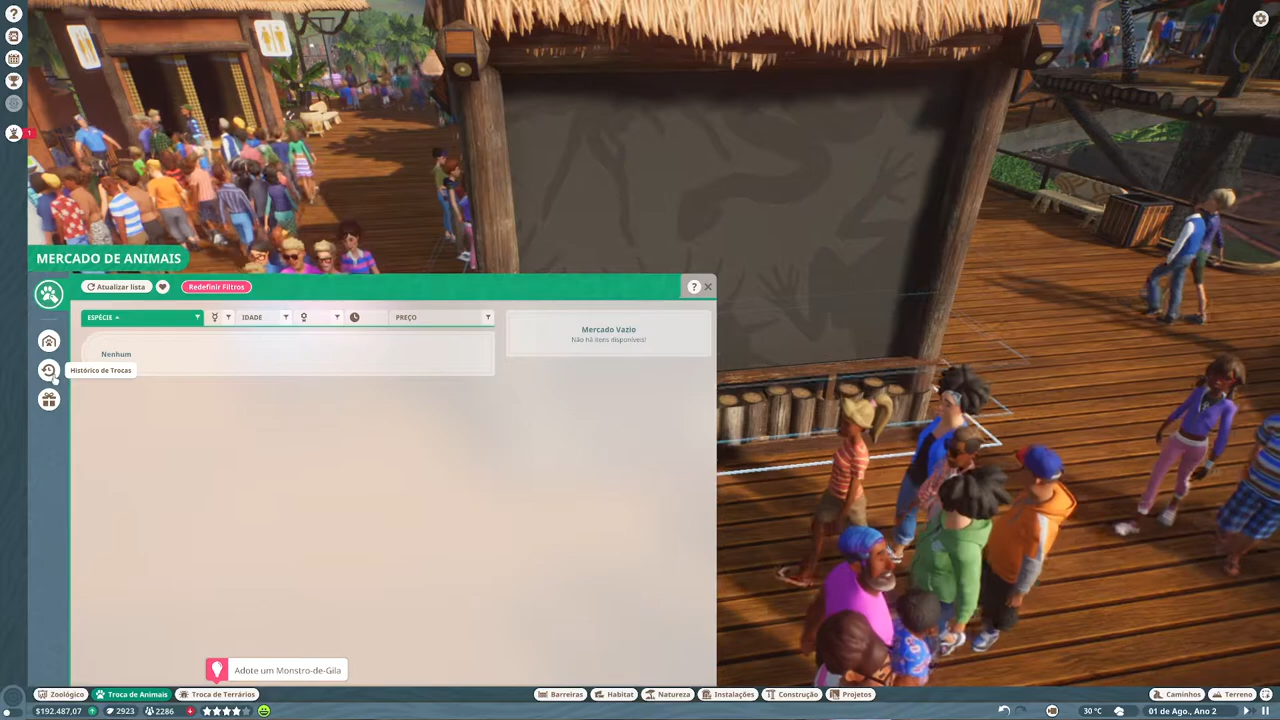 ?
1
MERCADO DE ANIMAIS
Atualizar lista
Redefinir Filtros
?
ESPÉCIE
IDADE
PREÇO
Mercado Vazio
Não há itens disponíveis!
Nenhum
Histórico de Trocas
Adote um Monstro-de-Gila
Zoológico
Troca de Animais
Troca de Terrários
Barreiras
Habitat
Natureza
Instalações
Construção
Projetos
Caminhos
Terreno
$192.487,07
2923
2286
30 °C
01 de Ago., Ano 2